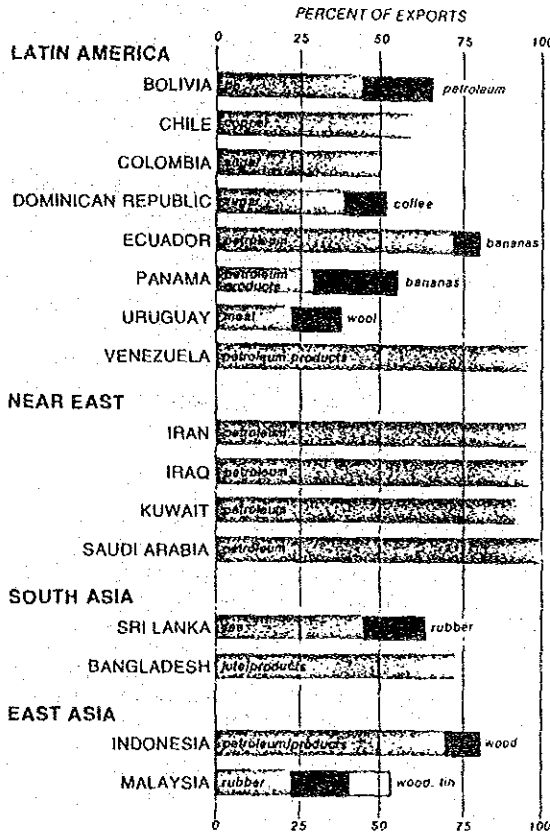 PERCENT OF EXPORTS
0 25 50 75 100
LATIN AMERICA
BOLIVIA petroleum
CHILE copper
COLOMBIA
DOMINICAN REPUBLIC sugar coffee
ECUADOR petroleum bananas
PANAMA petroleum products bananas
URUGUAY meat wool
VENEZUELA petroleum products
NEAR EAST
IRAN petroleum
IRAQ petroleum
KUWAIT petroleum
SAUDI ARABIA petroleum
SOUTH ASIA
SRI LANKA rubber
BANGLADESH jute/products
EAST ASIA
INDONESIA petroleum/products wood
MALAYSIA rubber wood, tin
0 25 50 75 100